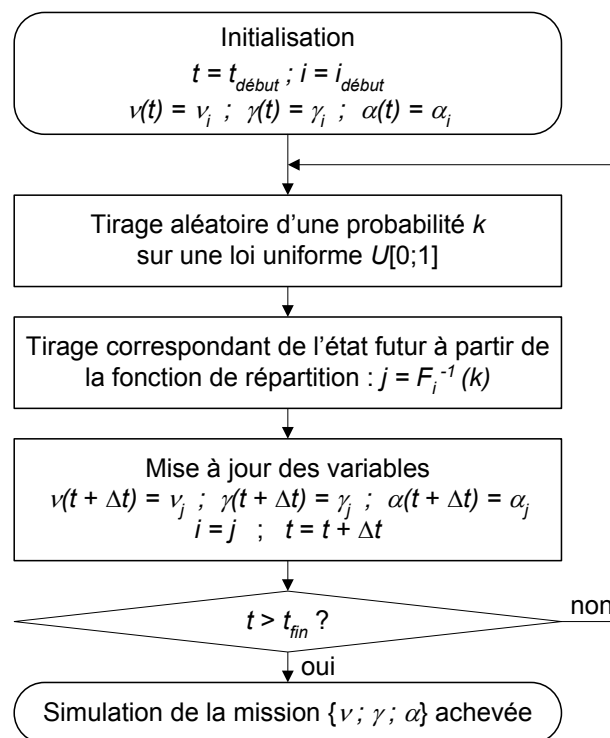 Initialisation
t = t_début ; i = i_début
ν(t) = ν_i ; γ(t) = γ_i ; α(t) = α_i
Tirage aléatoire d'une probabilité k
sur une loi uniforme U[0;1]
Tirage correspondant de l'état futur à partir de
la fonction de répartition : j = F_i^-1 (k)
Mise à jour des variables
ν(t + Δt) = ν_j ; γ(t + Δt) = γ_j ; α(t + Δt) = α_j
i = j ; t = t + Δt
t > t_fin ?
non
oui
Simulation de la mission {ν ; γ ; α} achevée